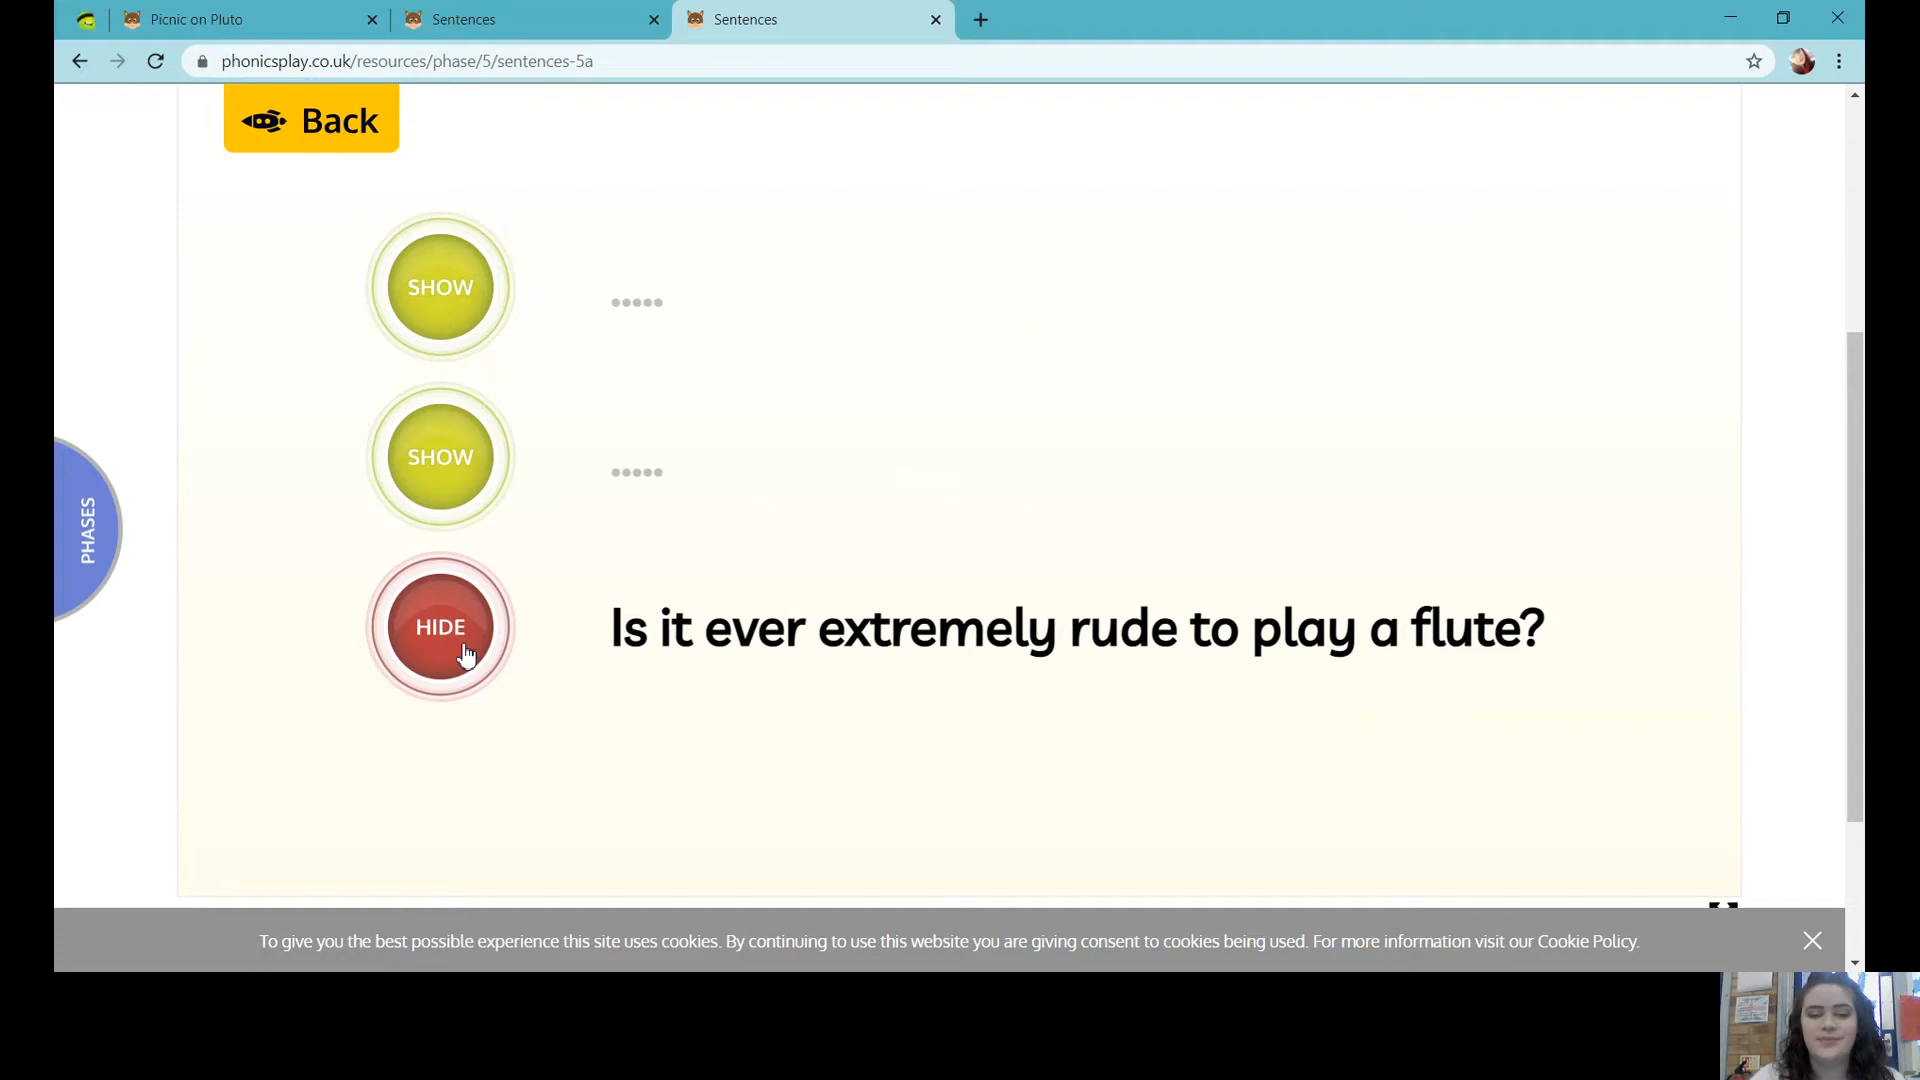 Picnic on Pluto
Sentences
Sentences
phonicsplay.co.uk/resources/phase/5/sentences-5a
Back
SHOW
.....
SHOW
.....
PHASES
HIDE
Is it ever extremely rude to play a flute?
To give you the best possible experience this site uses cookies. By continuing to use this website you are giving consent to cookies being used. For more information visit our Cookie Policy.